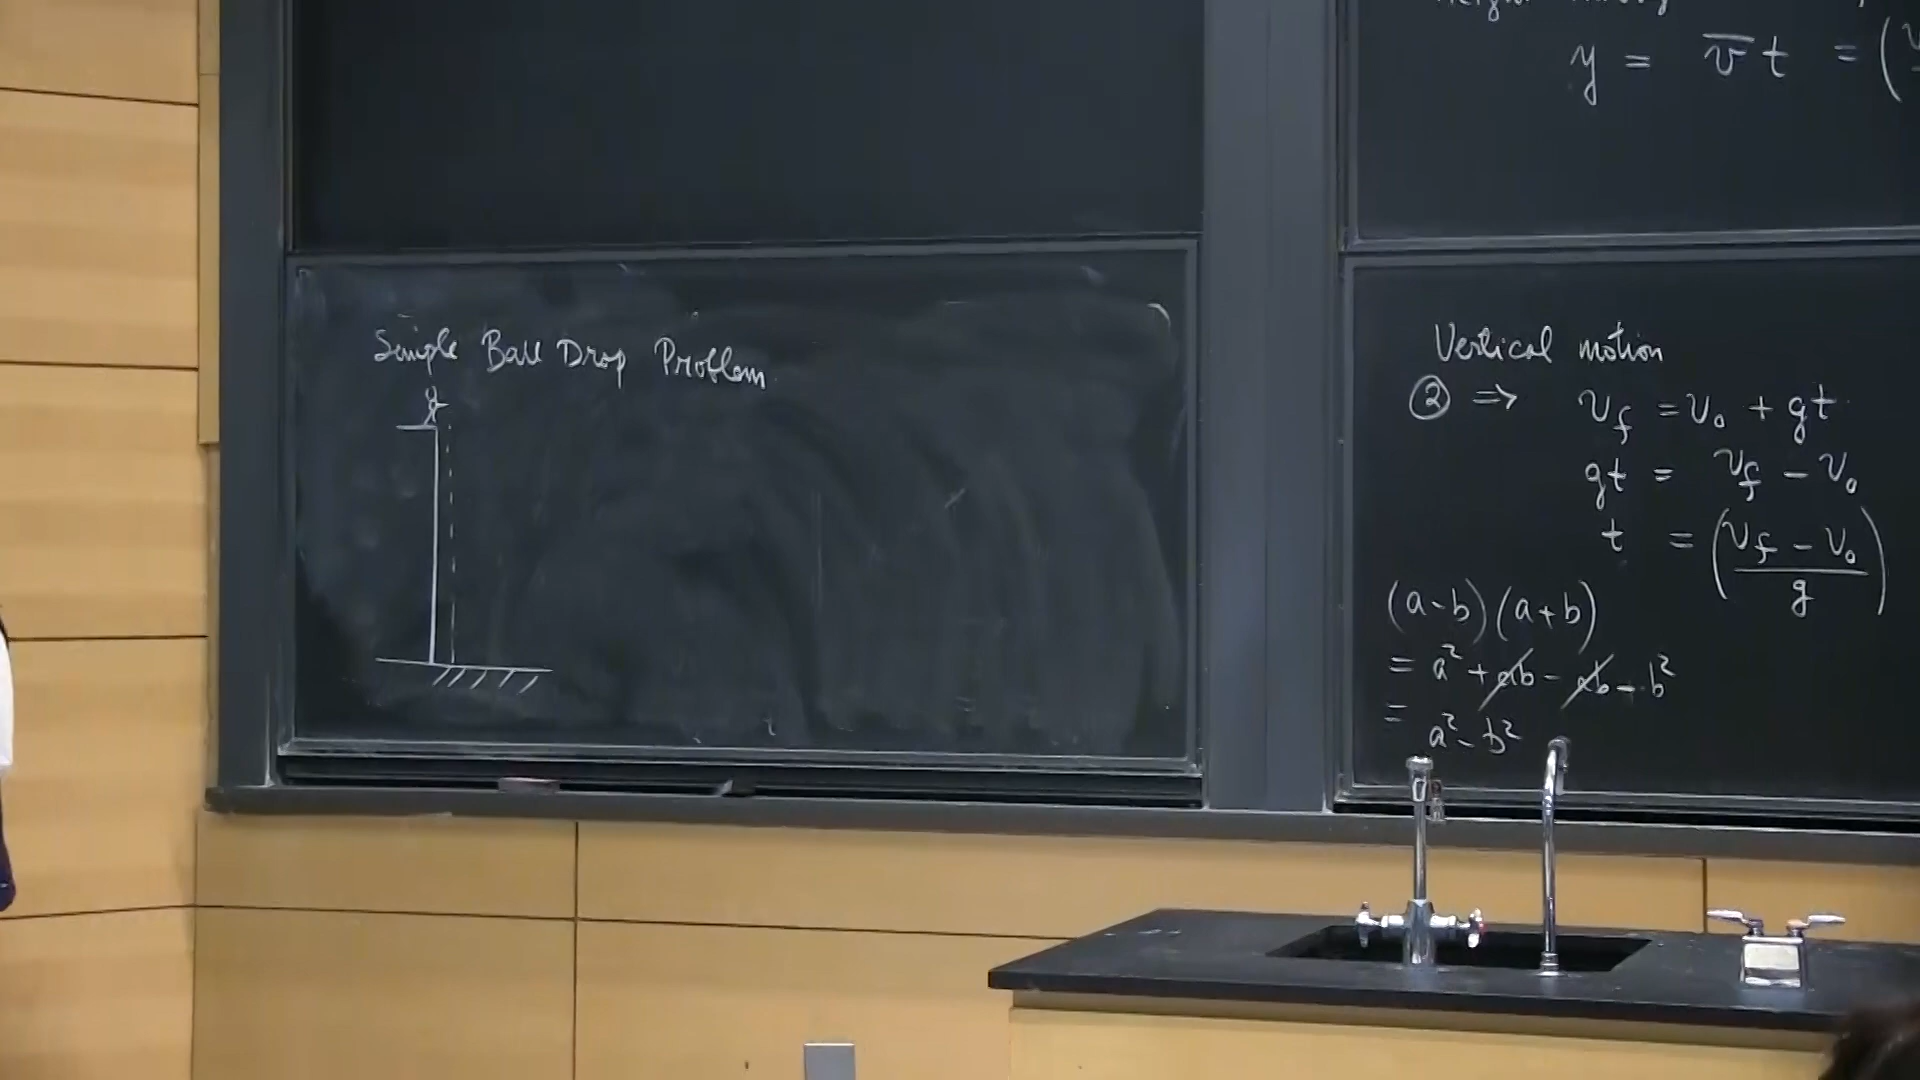 Simple Ball Drop Problem
y = v̅ t = (
Vertical motion
② ⇒ v_f = v_0 + gt
gt = v_f - v_0
t = ((v_f - v_0)/g)
(a-b)(a+b)
= a² + ab - ab - b²
= a² - b²